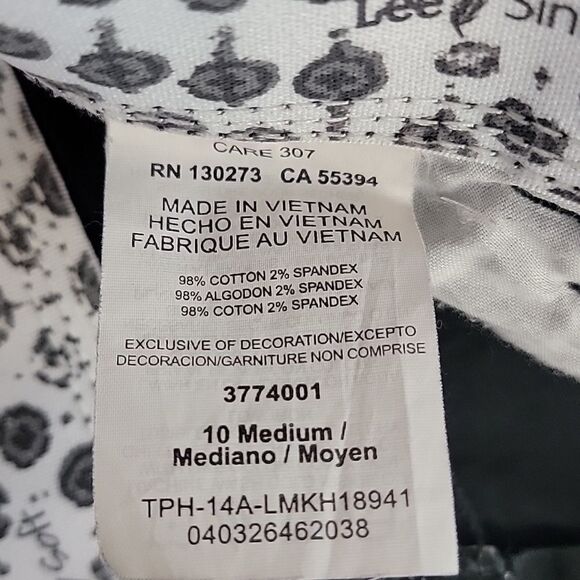 Lee Sin
CARE 307
RN 130273 CA 55394
MADE IN VIETNAM
HECHO EN VIETNAM
FABRIQUE AU VIETNAM
98% COTTON 2% SPANDEX
98% ALGODON 2% SPANDEX
98% COTON 2% SPANDEX
EXCLUSIVE OF DECORATION/EXCEPTO
DECORACION/GARNITURE NON COMPRISE
3774001
10 Medium /
Mediano / Moyen
TPH-14A-LMKH18941
040326462038